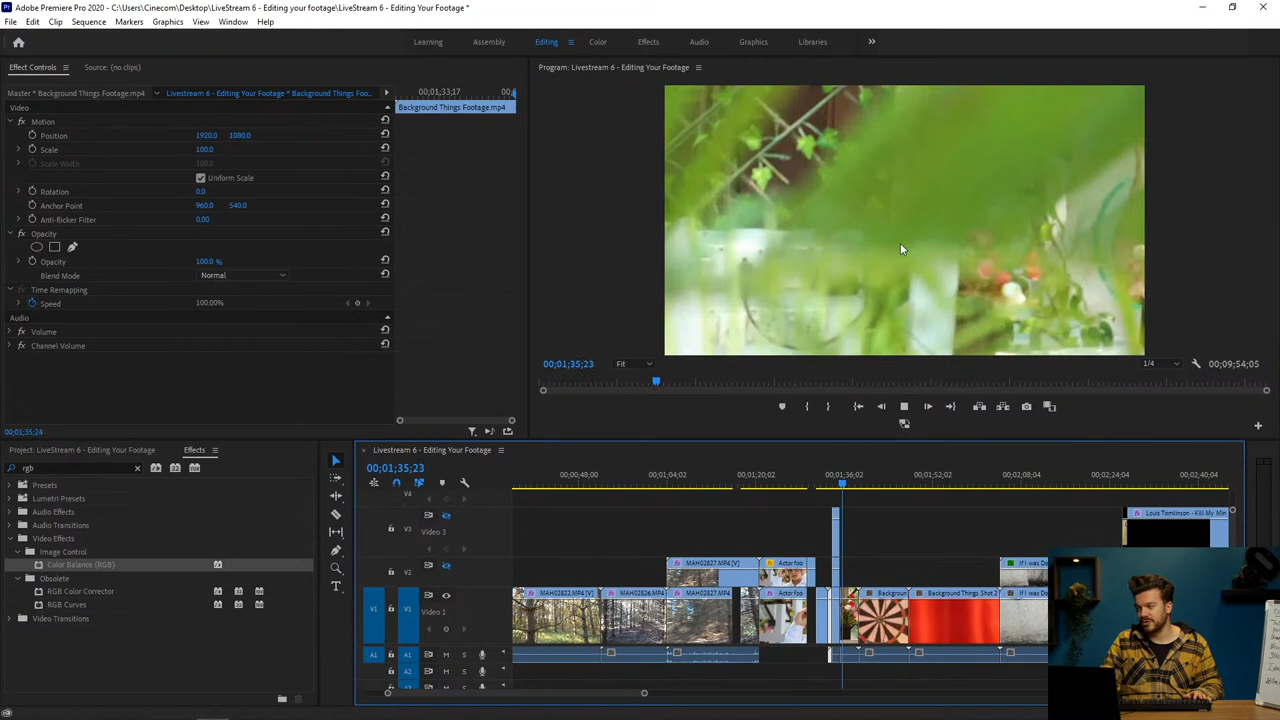 Adobe Premiere Pro 2020 - C:\Users\Cinecom\Desktop\LiveStream 6 - Editing your footage\LiveStream 6 - Editing Your Footage *
File Edit Clip Sequence Markers Graphics View Window Help
Learning Assembly Editing Color Effects Audio Graphics Libraries
Effect Controls Source: (no clips) Program: Livestream 6 - Editing Your Footage
Master * Background Things Footage.mp4 Livestream 6 - Editing Your Footage * Background Things Foo... 00;01;33;17 00;
Video Background Things Footage.mp4
fx Motion
Position 1920.0 1080.0
Scale 100.0
Scale Width 100.0
Uniform Scale
Rotation 0.0
Anchor Point 960.0 540.0
Anti-flicker Filter 0.00
fx Opacity
Opacity 100.0 %
Blend Mode Normal
fx Time Remapping
Speed 100.00%
Audio
fx Volume
fx Channel Volume
00;01;35;23 Fit 1/4 00;09;54;05
00;01;35;24
Project: Livestream 6 - Editing Your Footage Effects
rgb
Presets
Lumetri Presets
Audio Effects
Audio Transitions
Video Effects
Image Control
Color Balance (RGB)
Obsolete
RGB Color Corrector
RGB Curves
Video Transitions
Livestream 6 - Editing Your Footage
00;01;35;23
00;00;48;00 00;01;04;02 00;01;20;02 00;01;36;02 00;01;52;02 00;02;08;04 00;02;24;04 00;02;40;04
V4
V3 Video 3 Louis Tomlinson - Kill My Min
V2 MAH02827.MP4 [V] Actor foo If I was Do
V1 V1 Video 1 MAH02822.MP4 [V] MAH02826.MP4 MAH02827.MP4 Actor foo Backgroun Background Things Shot 2 If I was Do
A1 A1 M S
A2 M S